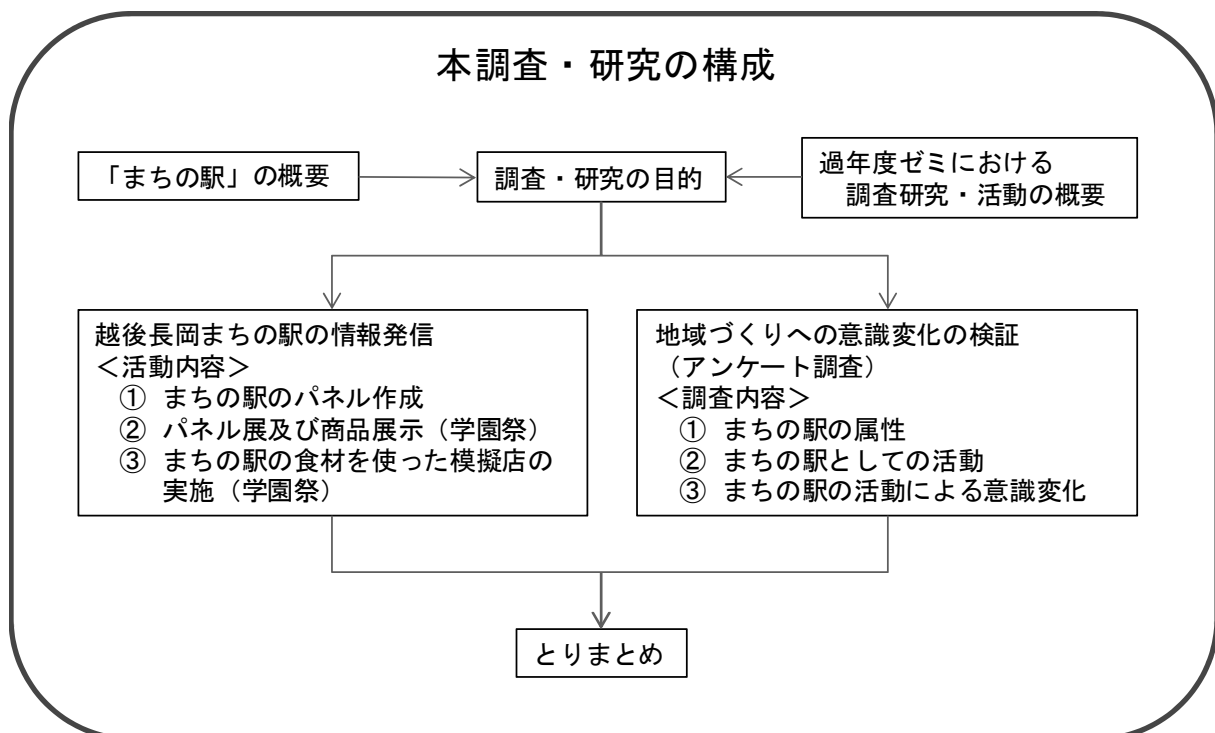 本調査・研究の構成
「まちの駅」の概要
調査・研究の目的
過年度ゼミにおける
調査研究・活動の概要
越後長岡まちの駅の情報発信
＜活動内容＞
① まちの駅のパネル作成
② パネル展及び商品展示（学園祭）
③ まちの駅の食材を使った模擬店の
実施（学園祭）
地域づくりへの意識変化の検証
（アンケート調査）
＜調査内容＞
① まちの駅の属性
② まちの駅としての活動
③ まちの駅の活動による意識変化
とりまとめ